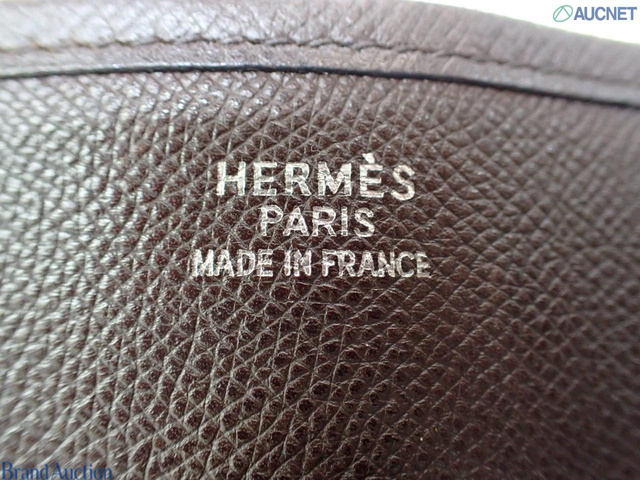 AUCNET
HERMÈS
PARIS
MADE IN FRANCE
Brand Auction